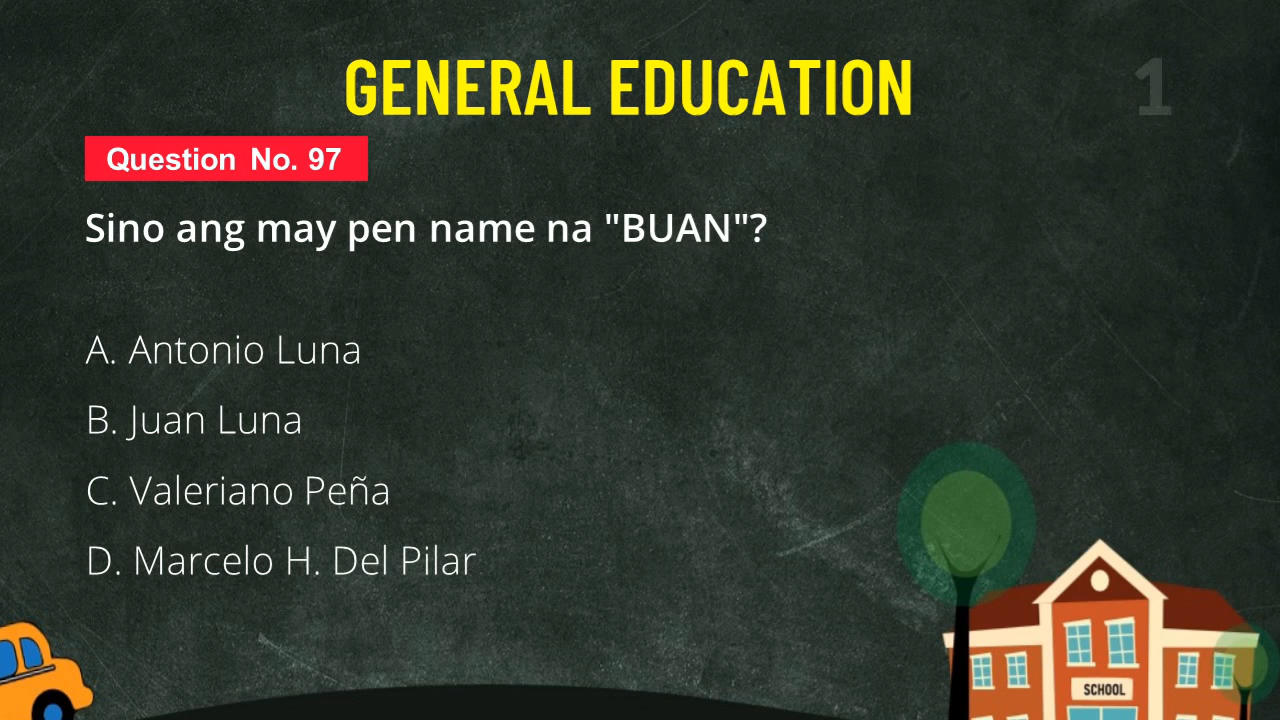 GENERAL EDUCATION
1
Question No. 97
Sino ang may pen name na "BUAN"?
A. Antonio Luna
B. Juan Luna
C. Valeriano Peña
D. Marcelo H. Del Pilar
SCHOOL